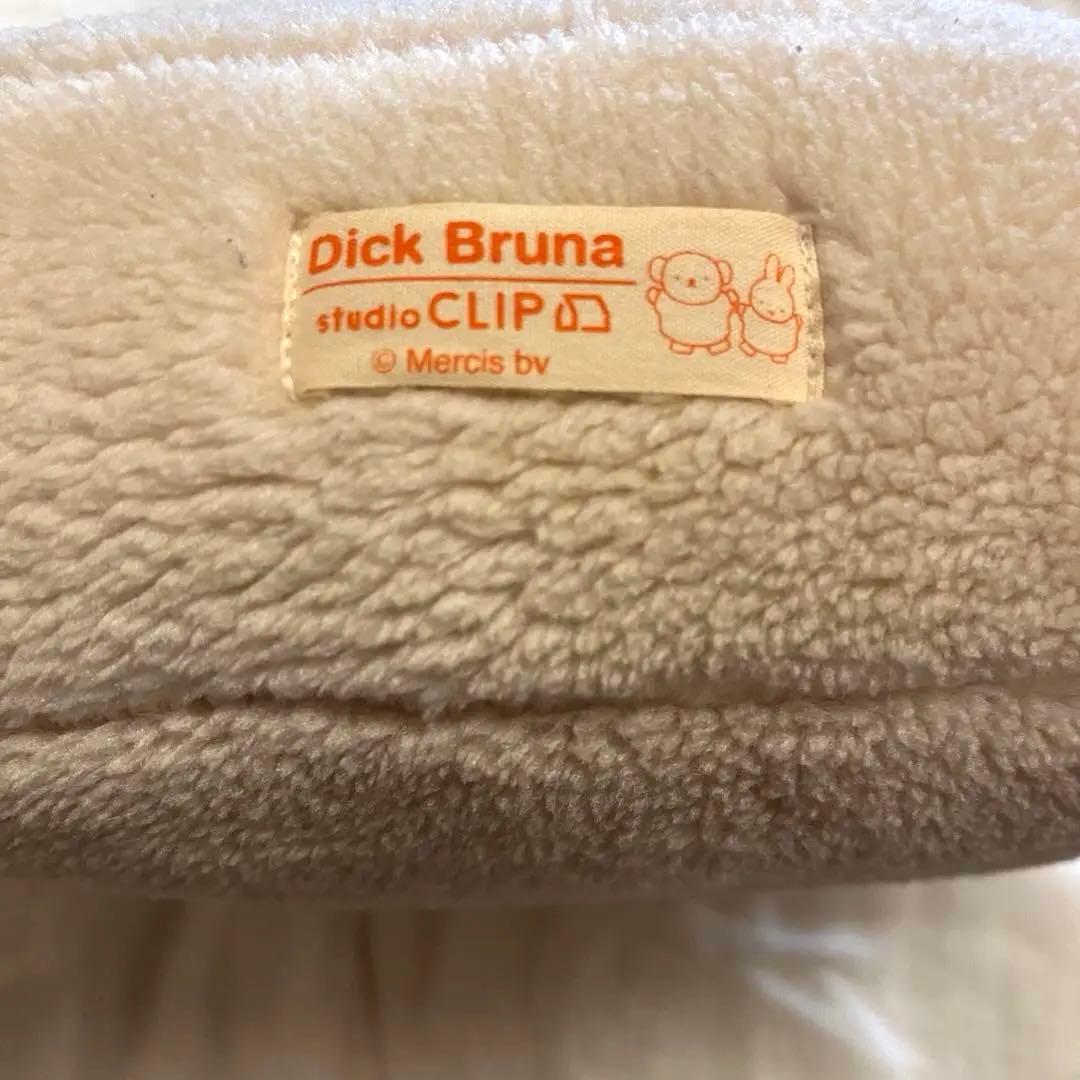 Dick Bruna
studio CLIP
© Mercis bv